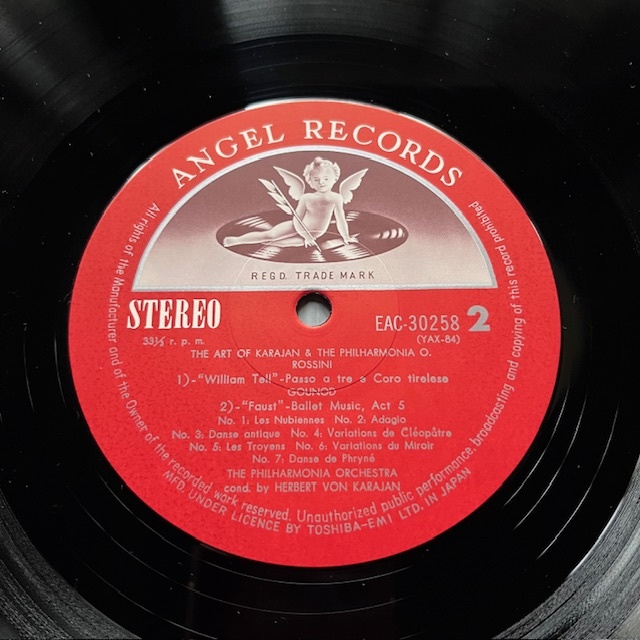 ANGEL RECORDS
REGD. TRADE MARK
STEREO
33⅓ r. p. m.
EAC-30258 2
(YAX-84)
THE ART OF KARAJAN & THE PHILHARMONIA O.
ROSSINI
1)-"William Tell"-Passo a tre e Coro tirolese
GOUNOD
2)-"Faust"-Ballet Music, Act 5
No. 1: Les Nubiennes No. 2: Adagio
No. 3: Danse antique No. 4: Variations de Cléopâtre
No. 5: Les Troyens No. 6: Variations du Miroir
No. 7: Danse de Phryné
THE PHILHARMONIA ORCHESTRA
cond. by HERBERT VON KARAJAN
All rights of the Manufacturer and of the Owner of the recorded work reserved. Unauthorized public performance, broadcasting and copying of this record prohibited
MFD. UNDER LICENCE BY TOSHIBA-EMI LTD. IN JAPAN